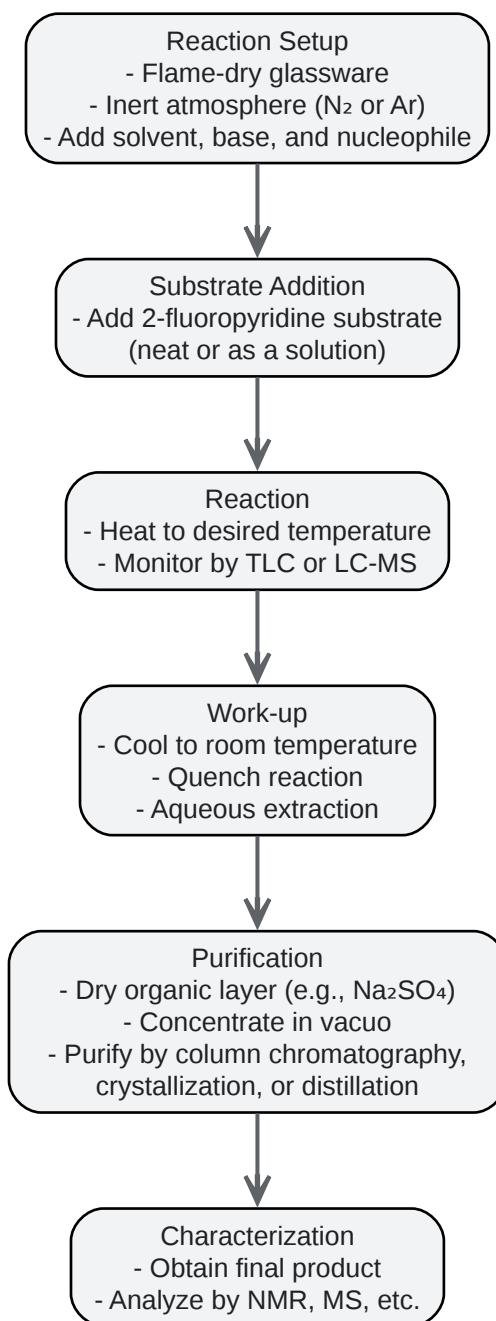 Reaction Setup
- Flame-dry glassware
- Inert atmosphere (N₂ or Ar)
- Add solvent, base, and nucleophile
Substrate Addition
- Add 2-fluoropyridine substrate
(neat or as a solution)
Reaction
- Heat to desired temperature
- Monitor by TLC or LC-MS
Work-up
- Cool to room temperature
- Quench reaction
- Aqueous extraction
Purification
- Dry organic layer (e.g., Na₂SO₄)
- Concentrate in vacuo
- Purify by column chromatography,
crystallization, or distillation
Characterization
- Obtain final product
- Analyze by NMR, MS, etc.